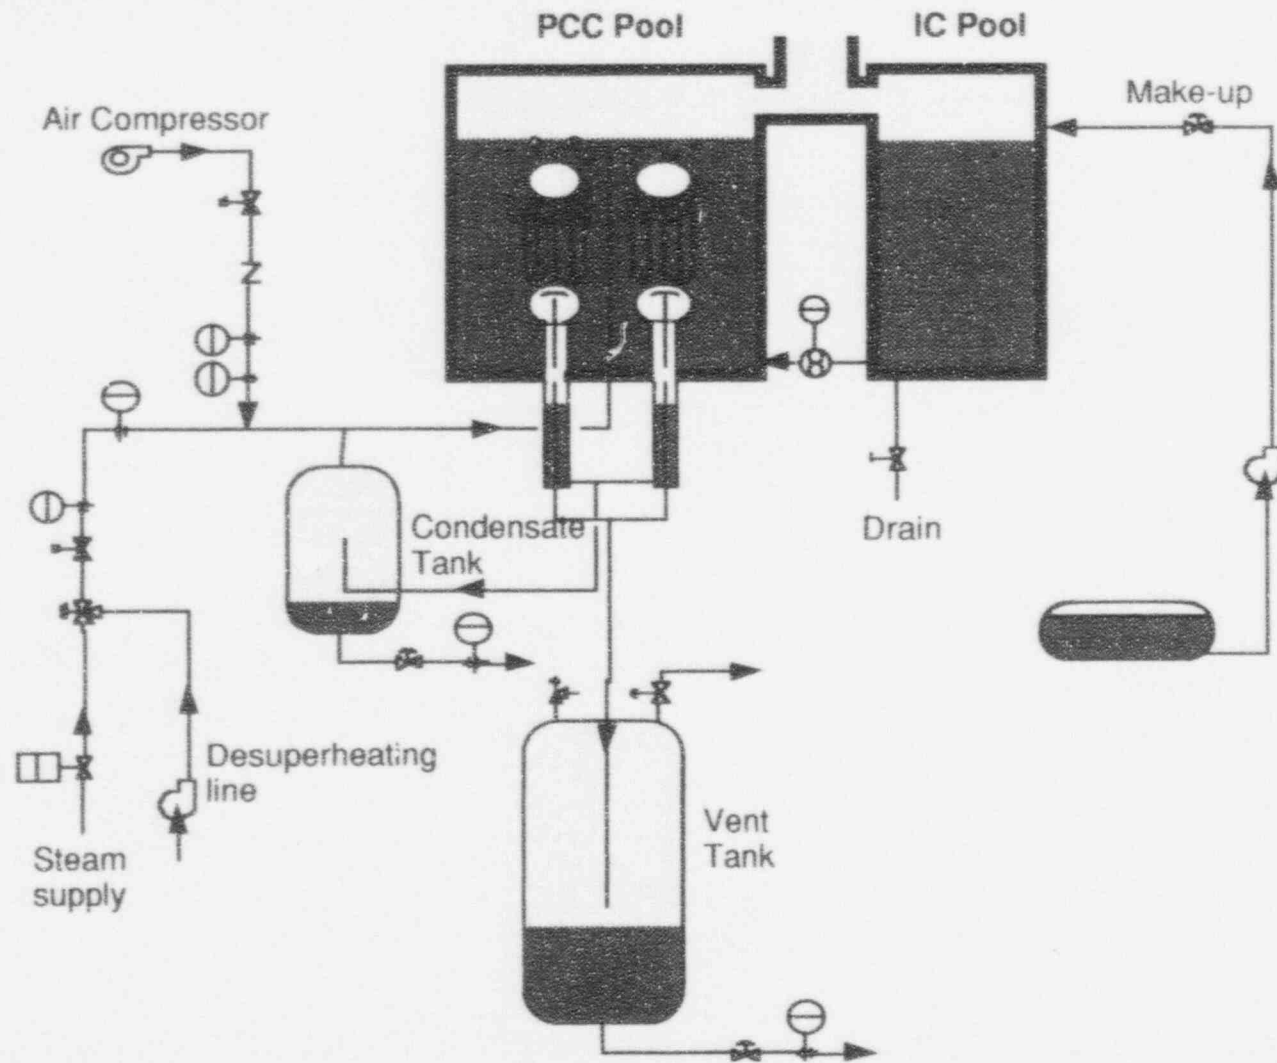 PCC Pool
IC Pool
Make-up
Air Compressor
Condensate
Tank
Drain
Desuperheating
line
Steam
supply
Vent
Tank